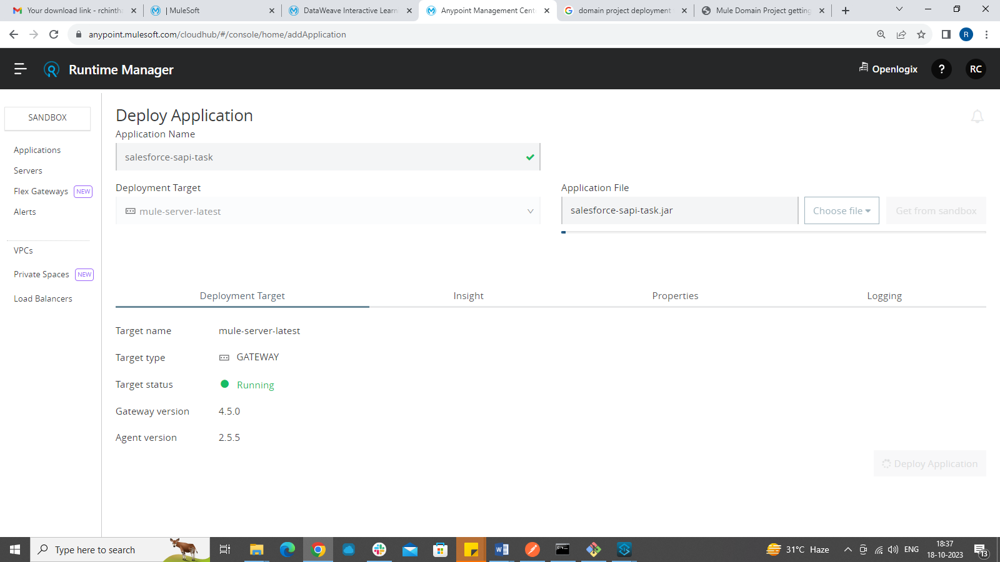 Your download link - rchintha
| MuleSoft
DataWeave Interactive Learni
Anypoint Management Cente
domain project deployment
Mule Domain Project getting
anypoint.mulesoft.com/cloudhub/#/console/home/addApplication
R
Runtime Manager
Openlogix
?
RC
SANDBOX
Applications
Servers
Flex Gateways NEW
Alerts
VPCs
Private Spaces NEW
Load Balancers
Deploy Application
Application Name
salesforce-sapi-task
Deployment Target
mule-server-latest
Application File
salesforce-sapi-task.jar
Choose file
Get from sandbox
Deployment Target
Insight
Properties
Logging
Target name mule-server-latest
Target type GATEWAY
Target status Running
Gateway version 4.5.0
Agent version 2.5.5
Deploy Application
Type here to search
31°C Haze
ENG
18:37
18-10-2023
13